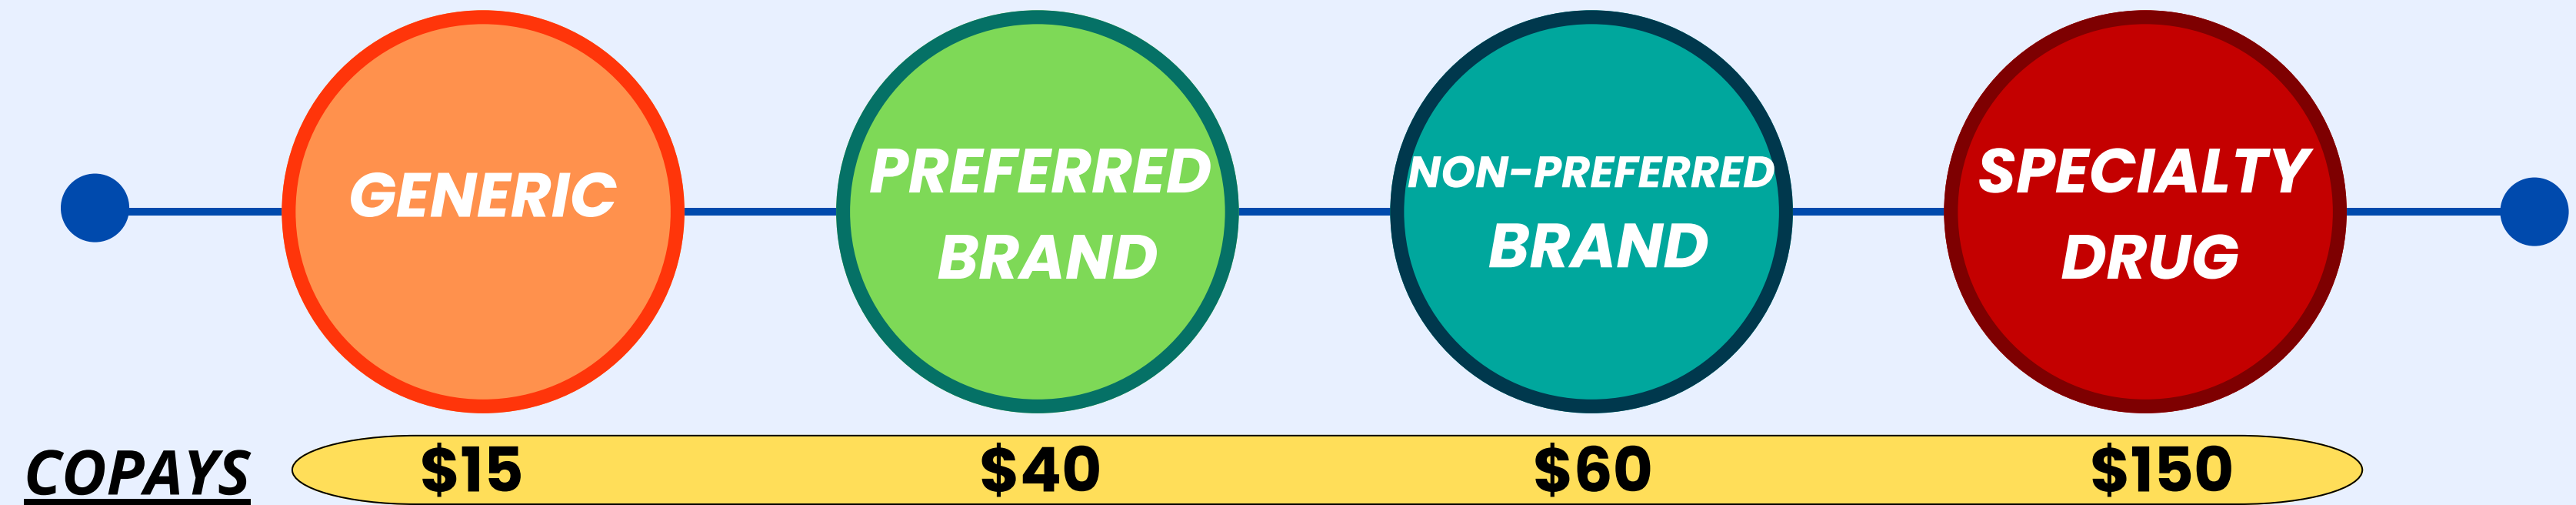 GENERIC
PREFERRED
BRAND
NON-PREFERRED
BRAND
SPECIALTY
DRUG
COPAYS
$15
$40
$60
$150